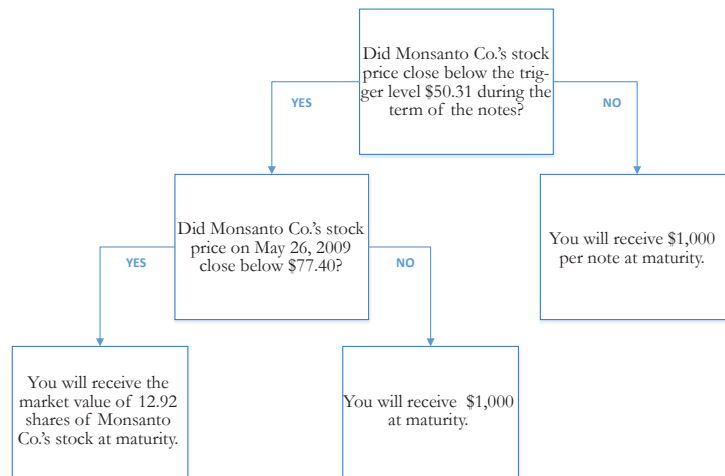 Did Monsanto Co.'s stock
price close below the trig-
ger level $50.31 during the
term of the notes?
YES
NO
Did Monsanto Co.'s stock
price on May 26, 2009
close below $77.40?
You will receive $1,000
per note at maturity.
YES
NO
You will receive the
market value of 12.92
shares of Monsanto
Co.'s stock at maturity.
You will receive $1,000
at maturity.